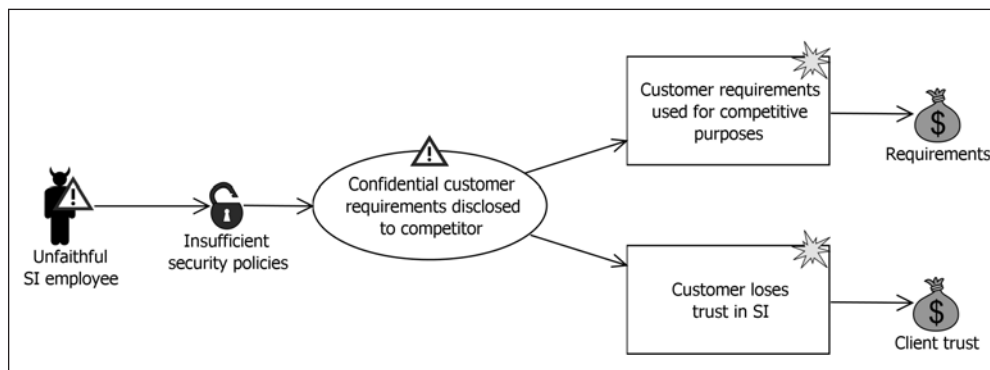 Unfaithful
SI employee
Insufficient
security policies
Confidential customer
requirements disclosed
to competitor
Customer requirements
used for competitive
purposes
$
Requirements
Customer loses
trust in SI
$
Client trust